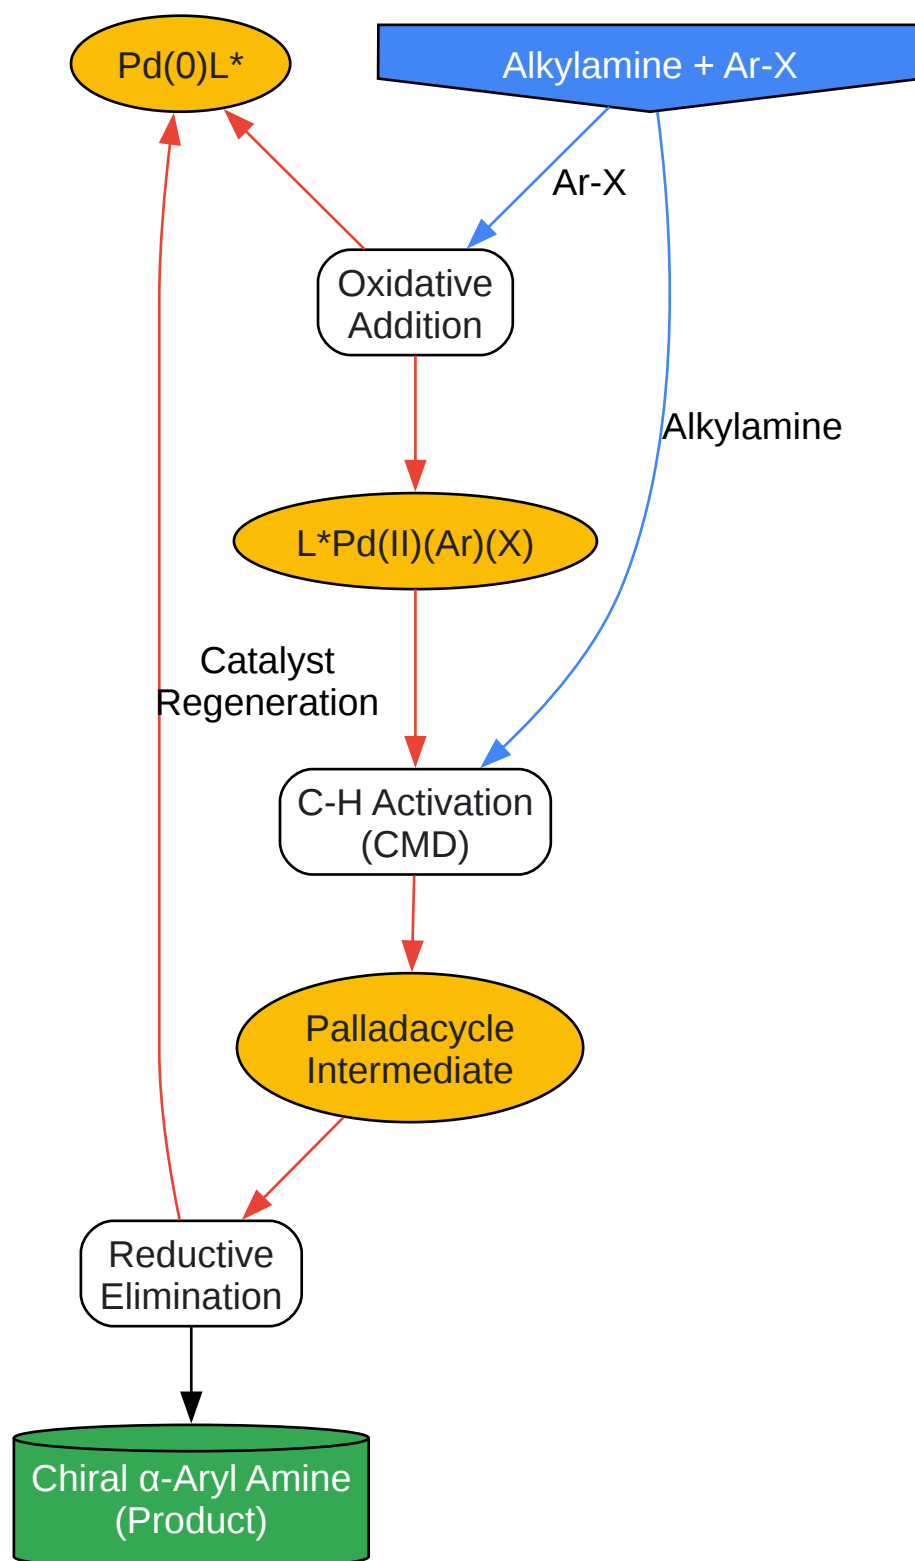 Pd(0)L*
Alkylamine + Ar-X
Ar-X
Oxidative
Addition
Alkylamine
L*Pd(II)(Ar)(X)
Catalyst
Regeneration
C-H Activation
(CMD)
Palladacycle
Intermediate
Reductive
Elimination
Chiral α-Aryl Amine
(Product)